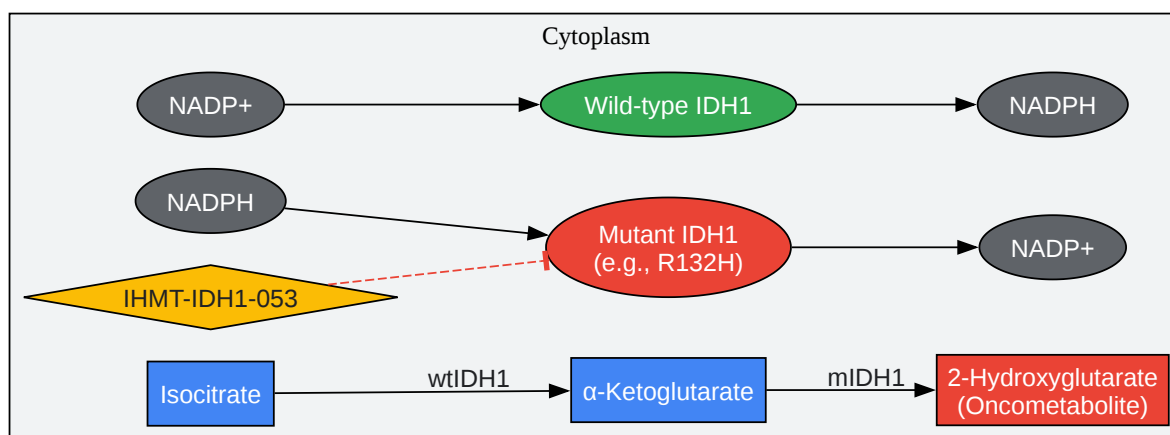 Cytoplasm
NADP+
Wild-type IDH1
NADPH
NADPH
Mutant IDH1
(e.g., R132H)
NADP+
IHMT-IDH1-053
Isocitrate
wtIDH1
α-Ketoglutarate
mIDH1
2-Hydroxyglutarate
(Oncometabolite)